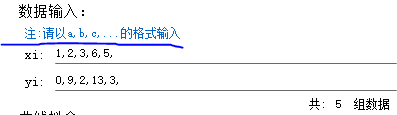 数据输入:
注:请以a,b,c,...的格式输入
xi: 1,2,3,6,5,
yi: 0,9,2,13,3,
共: 5 组数据